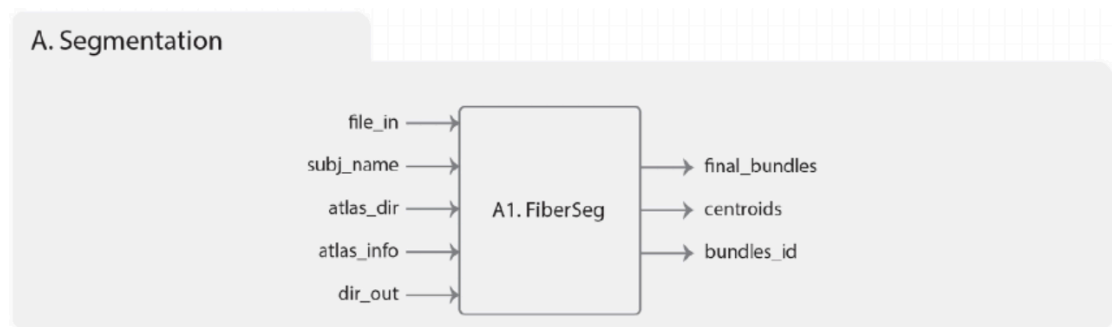 A. Segmentation
file_in
subj_name
atlas_dir
atlas_info
dir_out
A1. FiberSeg
final_bundles
centroids
bundles_id